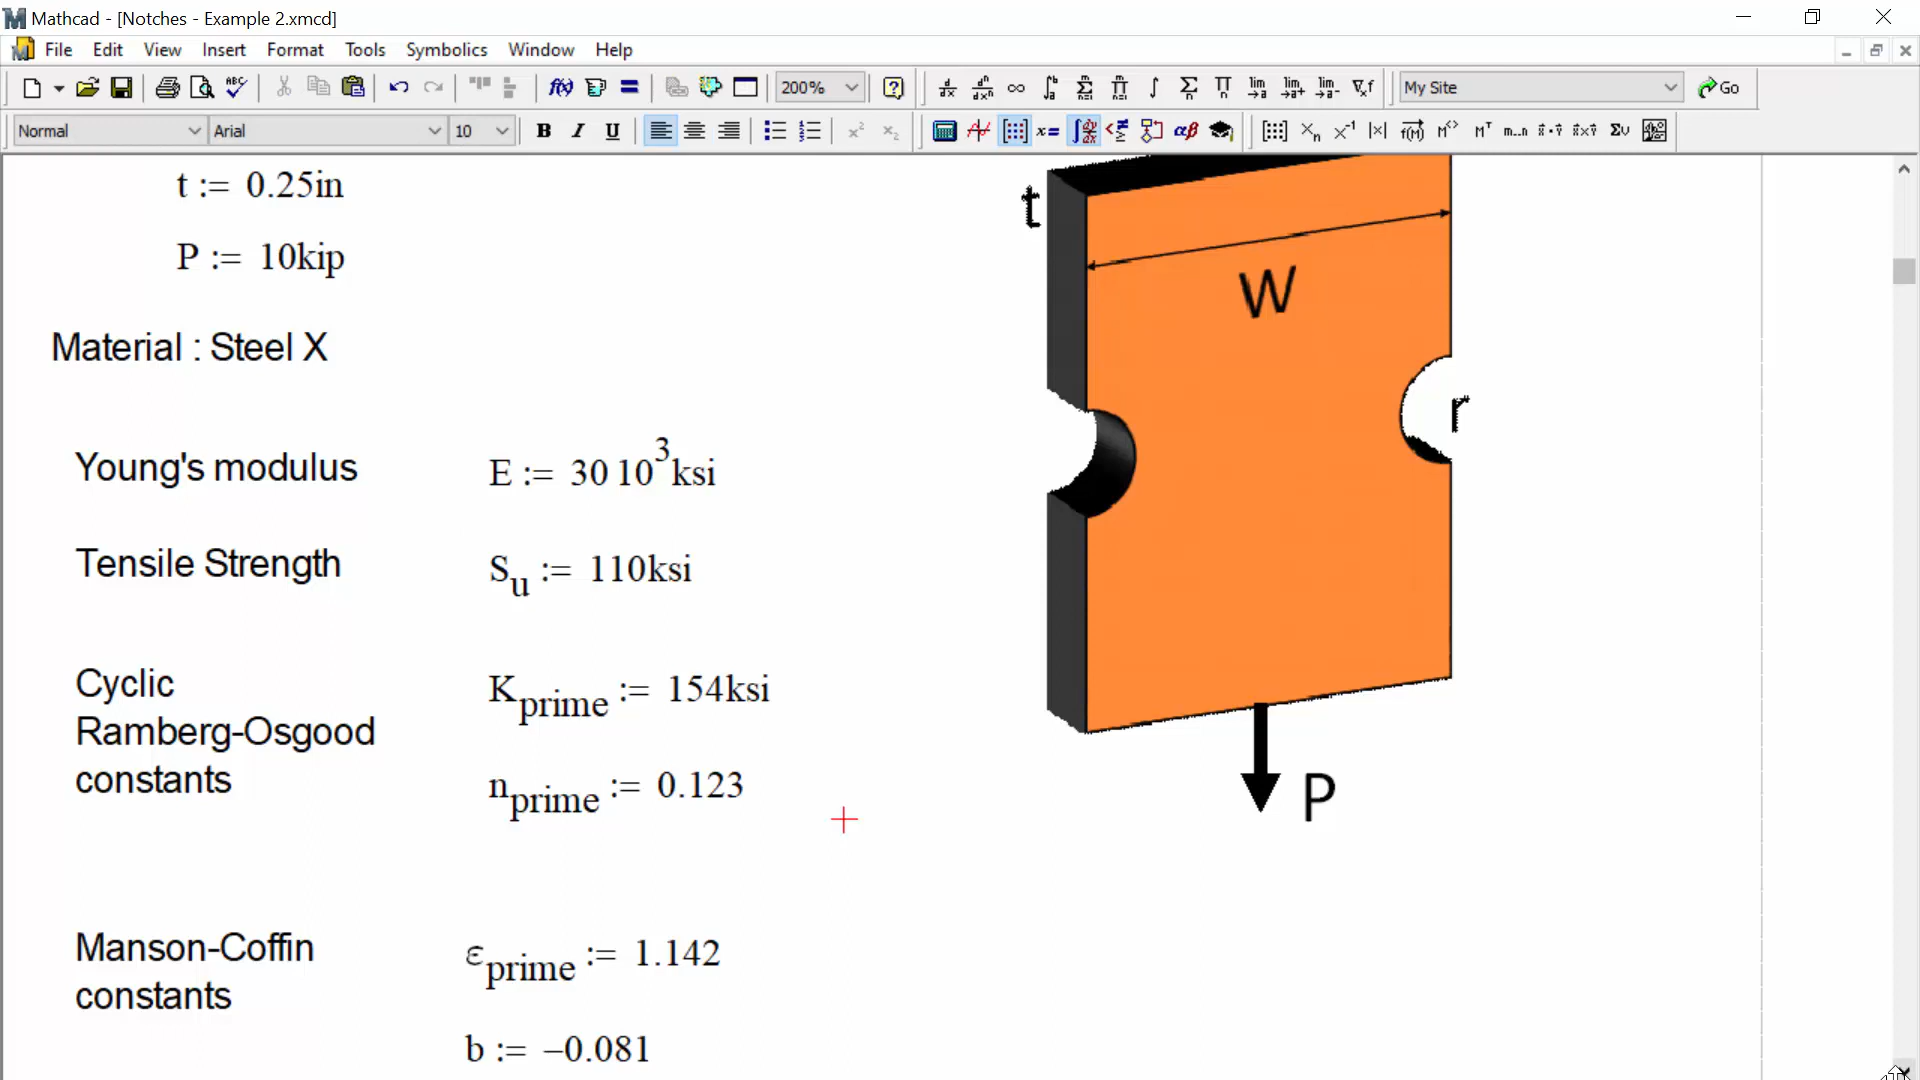 Mathcad - [Notches - Example 2.xmcd]
File Edit View Insert Format Tools Symbolics Window Help
200% My Site Go
Normal Arial 10 B I U
t := 0.25in
P := 10kip
Material : Steel X
Young's modulus E := 30 10^3 ksi
Tensile Strength S_u := 110ksi
Cyclic
Ramberg-Osgood
constants
K_prime := 154ksi
n_prime := 0.123
Manson-Coffin
constants
ε_prime := 1.142
b := −0.081
t
W
r
P